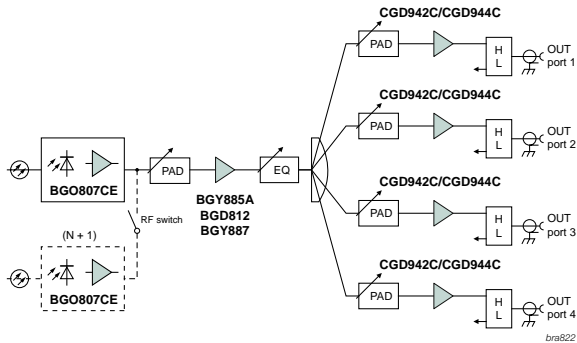 CGD942C/CGD944C
PAD
H
L
OUT
port 1
CGD942C/CGD944C
PAD
H
L
OUT
port 2
BGO807CE
PAD
EQ
BGY885A
BGD812
BGY887
RF switch
(N + 1)
BGO807CE
CGD942C/CGD944C
PAD
H
L
OUT
port 3
CGD942C/CGD944C
PAD
H
L
OUT
port 4
bra822